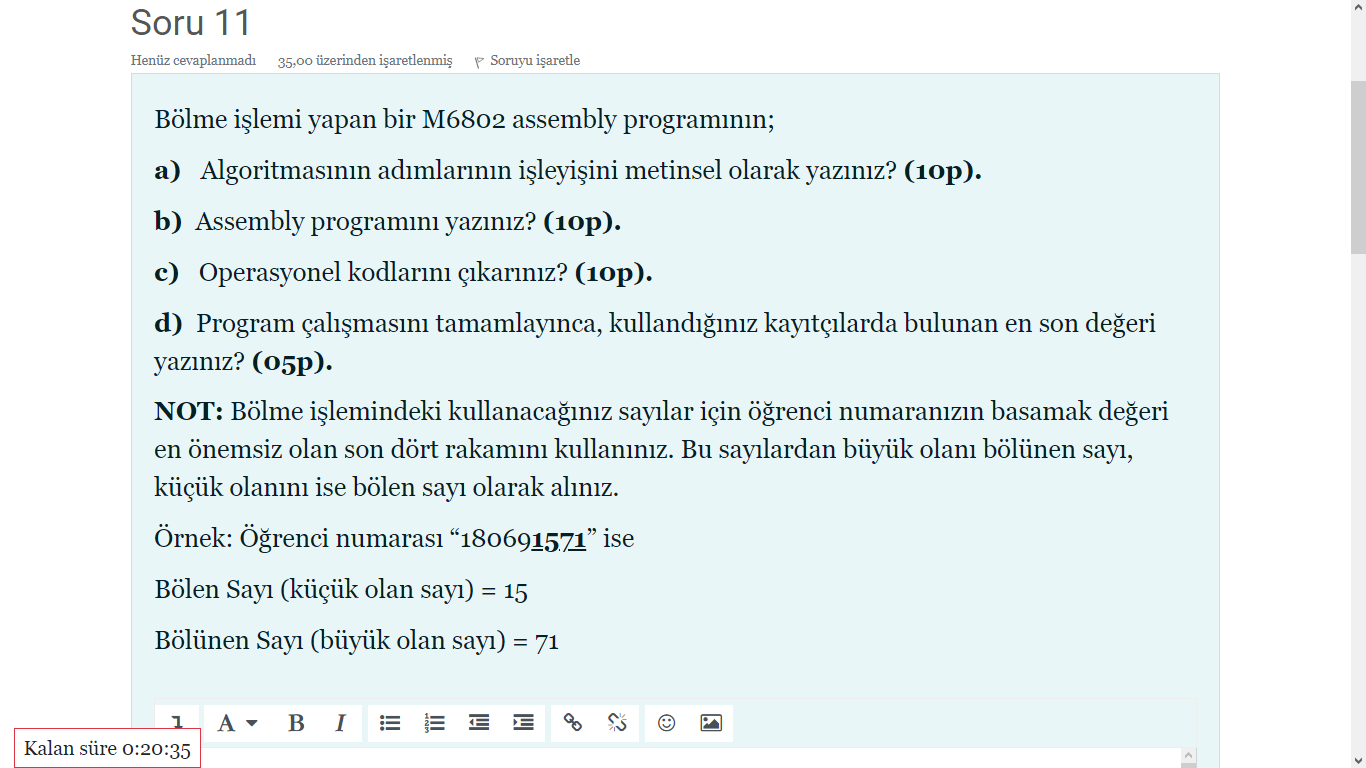 Soru 11
Henüz cevaplanmadı 35,00 üzerinden işaretlenmiş Soruyu işaretle
Bölme işlemi yapan bir M6802 assembly programının;
a) Algoritmasının adımlarının işleyişini metinsel olarak yazınız? (10p).
b) Assembly programını yazınız? (10p).
c) Operasyonel kodlarını çıkarınız? (10p).
d) Program çalışmasını tamamlayınca, kullandığınız kayıtçılarda bulunan en son değeri
yazınız? (05p).
NOT: Bölme işlemindeki kullanacağınız sayılar için öğrenci numaranızın basamak değeri
en önemsiz olan son dört rakamını kullanınız. Bu sayılardan büyük olanı bölünen sayı,
küçük olanını ise bölen sayı olarak alınız.
Örnek: Öğrenci numarası “180691571” ise
Bölen Sayı (küçük olan sayı) = 15
Bölünen Sayı (büyük olan sayı) = 71
A B I
Kalan süre 0:20:35